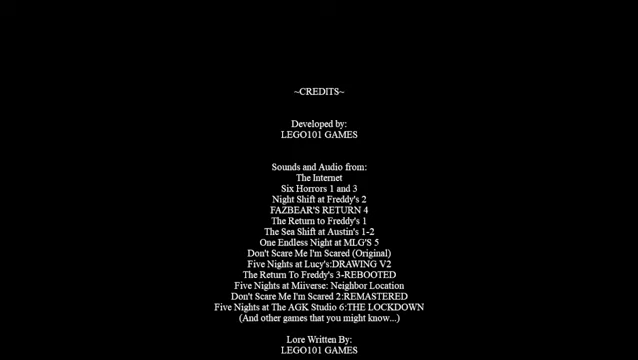 ~CREDITS~
Developed by:
LEGO101 GAMES
Sounds and Audio from:
The Internet
Six Horrors 1 and 3
Night Shift at Freddy's 2
FAZBEAR'S RETURN 4
The Return to Freddy's 1
The Sea Shift at Austin's 1-2
One Endless Night at MLG'S 5
Don't Scare Me I'm Scared (Original)
Five Nights at Lucy's:DRAWING V2
The Return To Freddy's 3-REBOOTED
Five Nights at Miiverse: Neighbor Location
Don't Scare Me I'm Scared 2:REMASTERED
Five Nights at The AGK Studio 6:THE LOCKDOWN
(And other games that you might know...)
Lore Written By:
LEGO101 GAMES